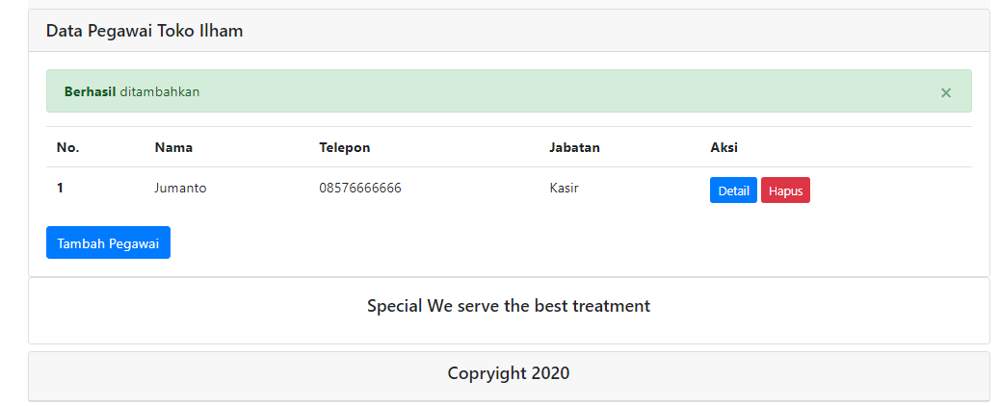 Data Pegawai Toko Ilham
Berhasil ditambahkan ×
No. Nama Telepon Jabatan Aksi
1 Jumanto 08576666666 Kasir Detail Hapus
Tambah Pegawai
Special We serve the best treatment
Copryight 2020